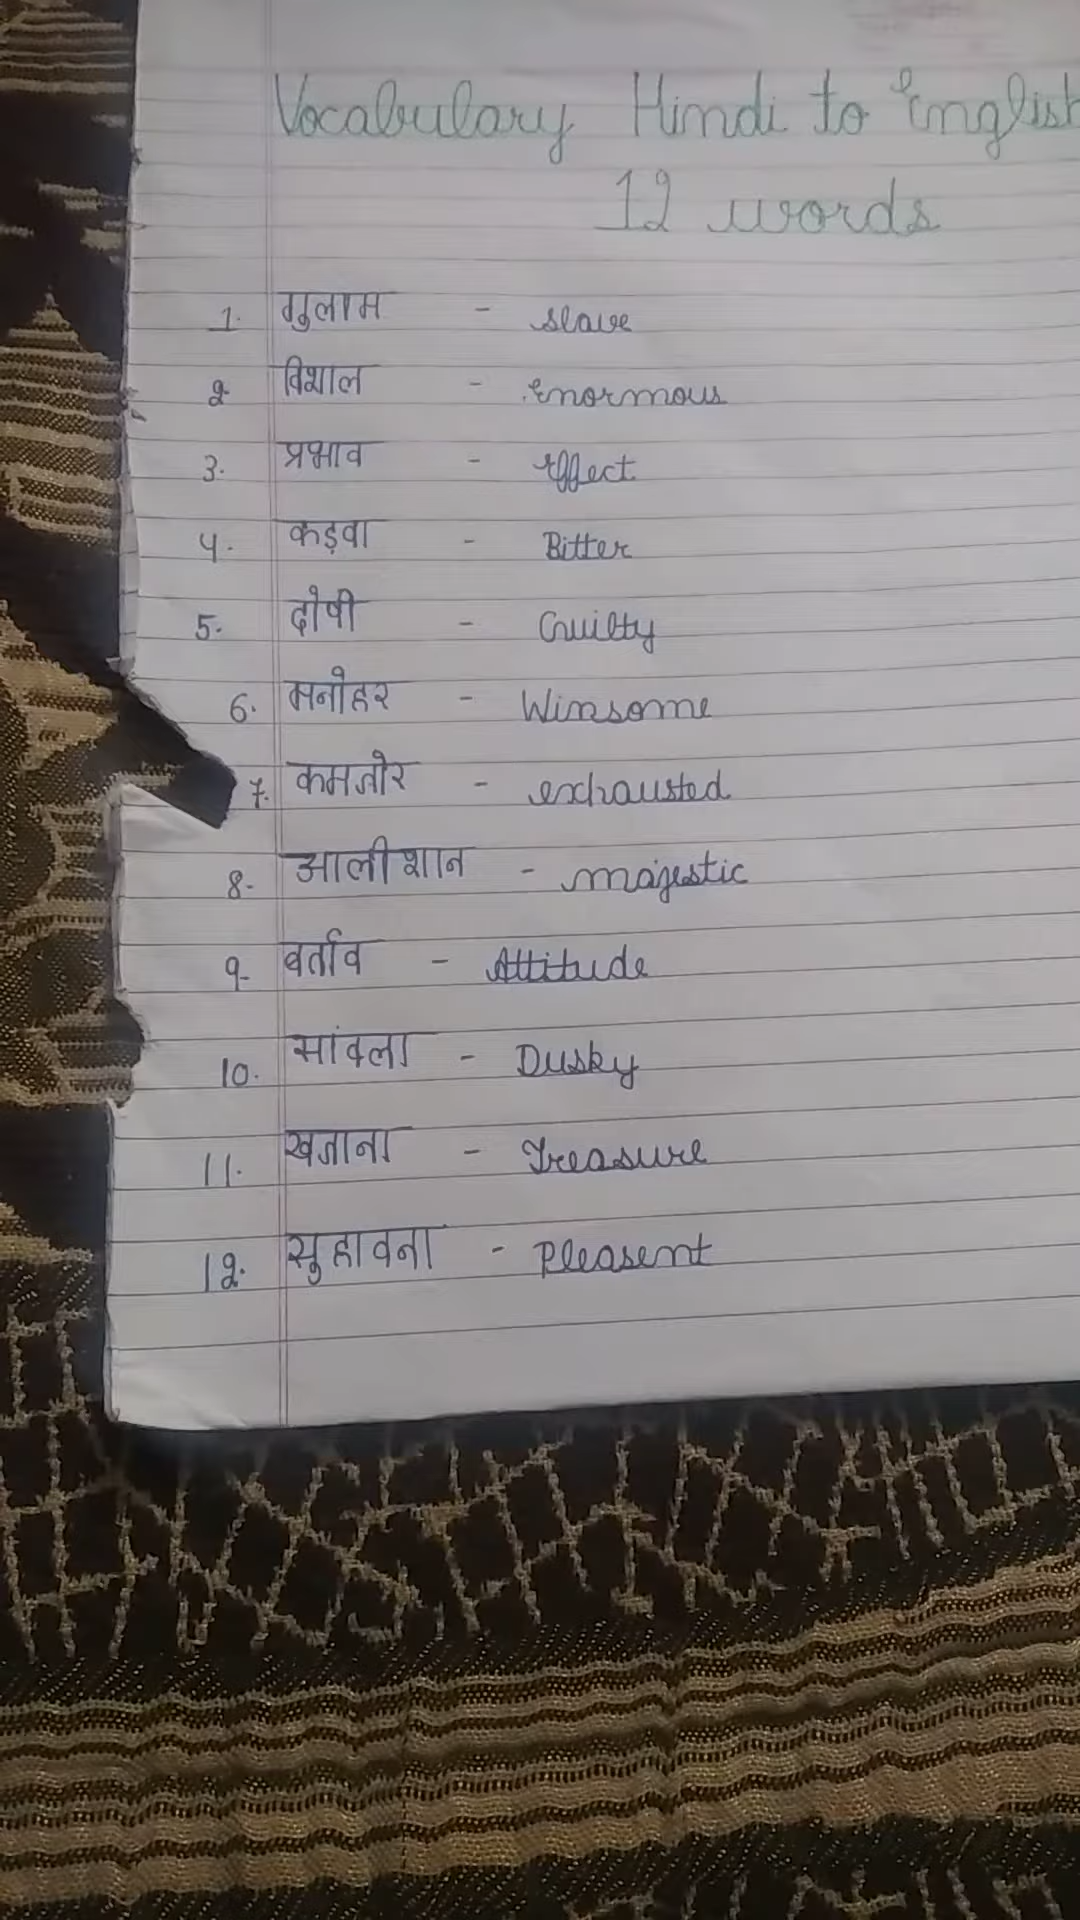 Vocabulary Hindi to English
12 words
1. गुलाम - slave
2. विशाल - Enormous
3. प्रभाव - Effect
4. कड़वा - Bitter
5. दोषी - Guilty
6. मनोहर - Winsome
7. कमजोर - exhausted
8. आलीशान - majestic
9. वर्ताव - Attitude
10. सांवला - Dusky
11. खजाना - Treasure
12. सुहावना - Pleasent